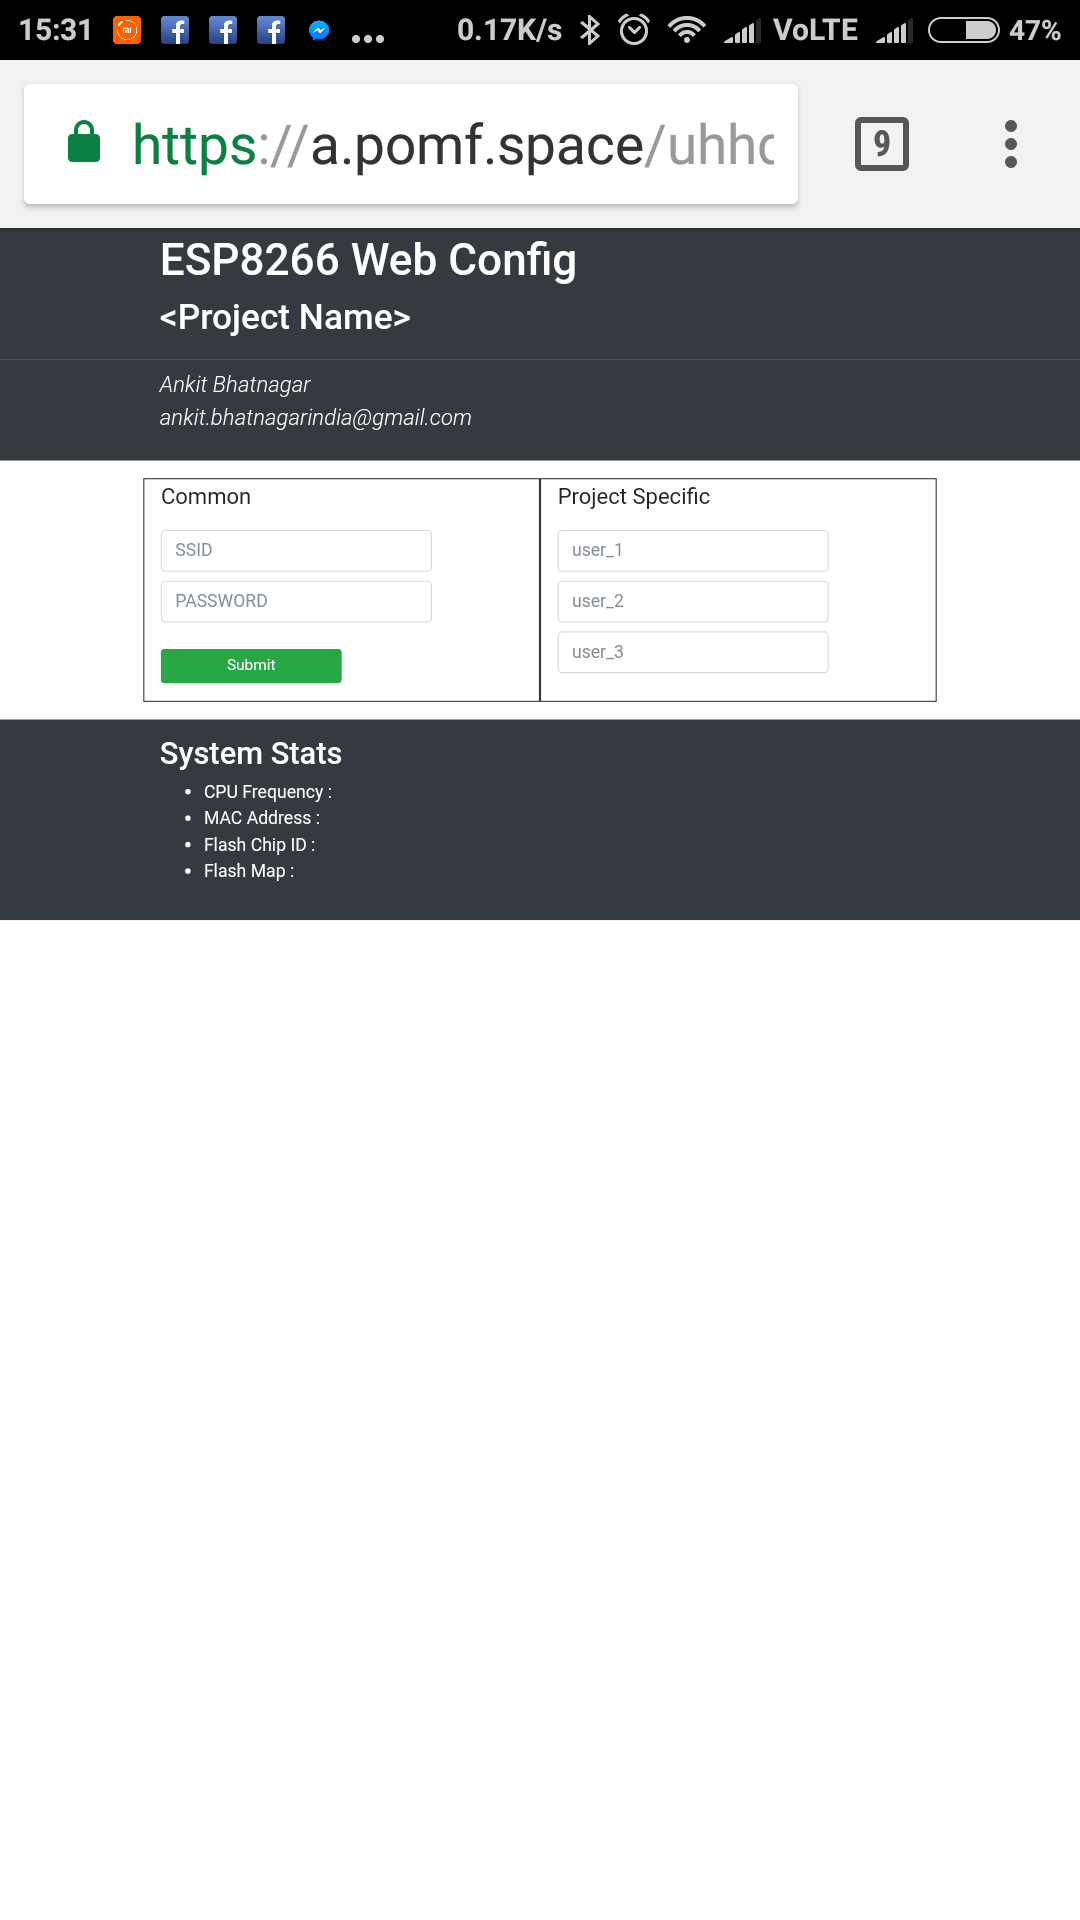 15:31 0.17K/s VoLTE 47%
https://a.pomf.space/uhh
9
ESP8266 Web Config
<Project Name>
Ankit Bhatnagar
ankit.bhatnagarindia@gmail.com
Common
SSID
PASSWORD
Submit
Project Specific
user_1
user_2
user_3
System Stats
• CPU Frequency :
• MAC Address :
• Flash Chip ID :
• Flash Map :